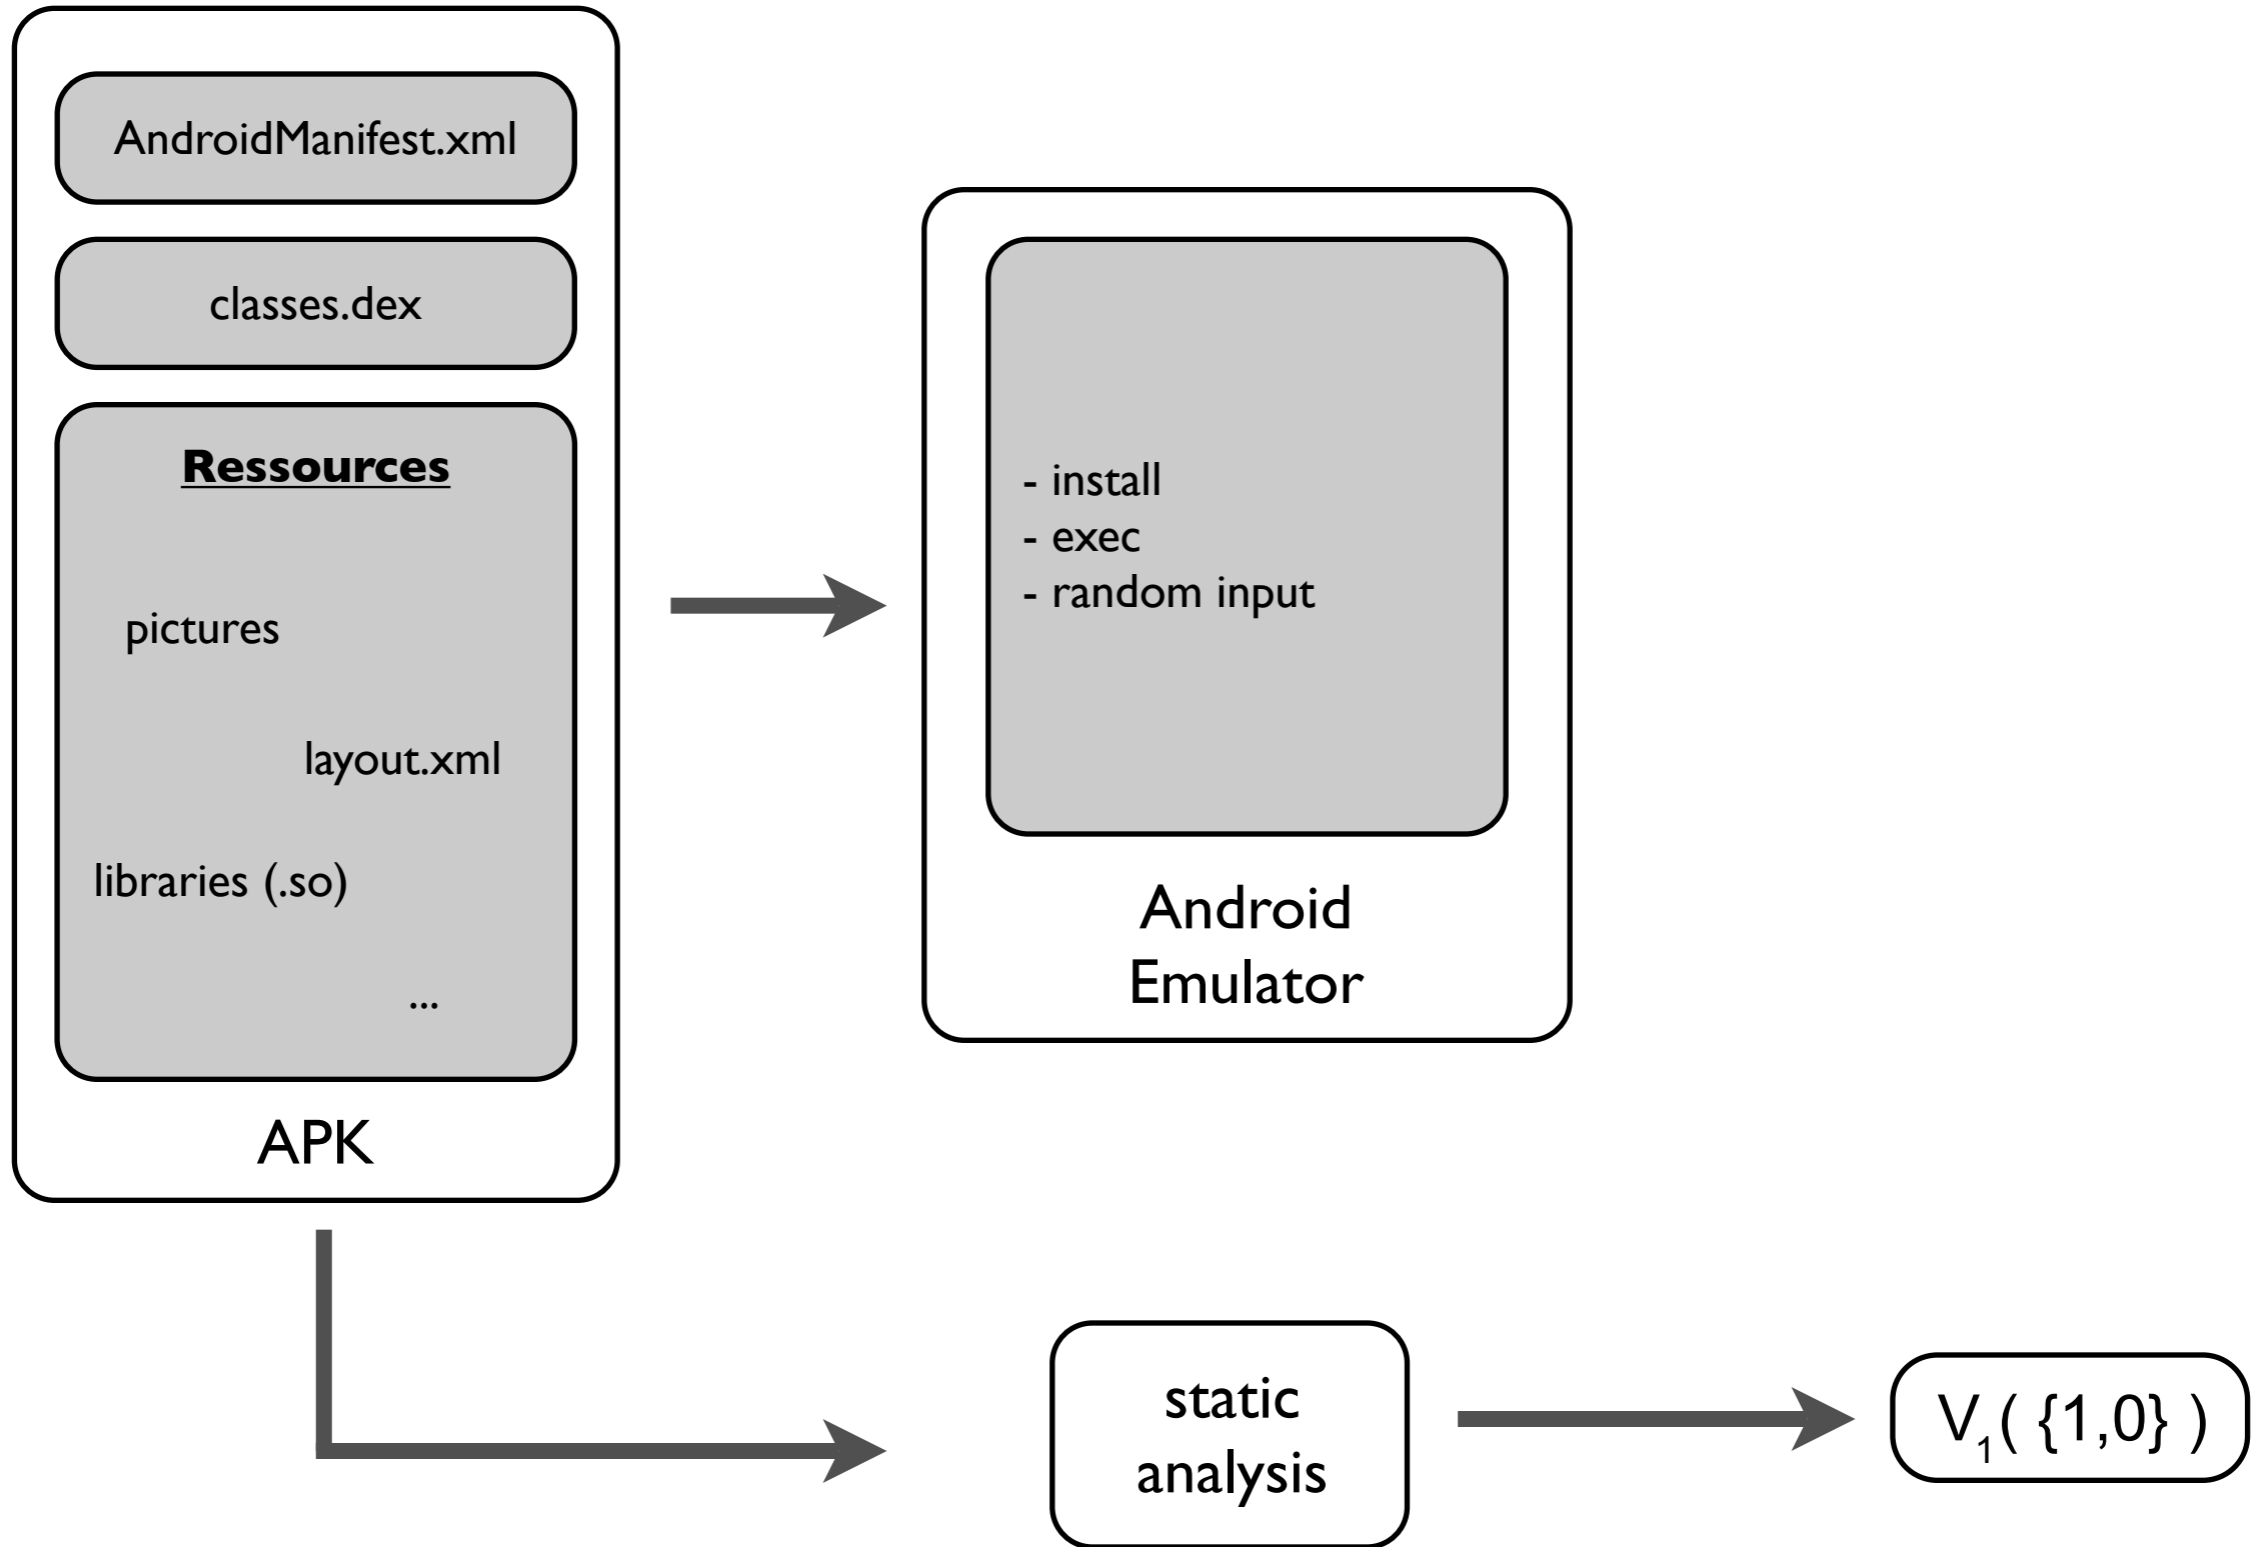 AndroidManifest.xml
classes.dex
Ressources
pictures
layout.xml
libraries (.so)
...
APK
- install
- exec
- random input
Android
Emulator
static
analysis
V₁( {1,0} )